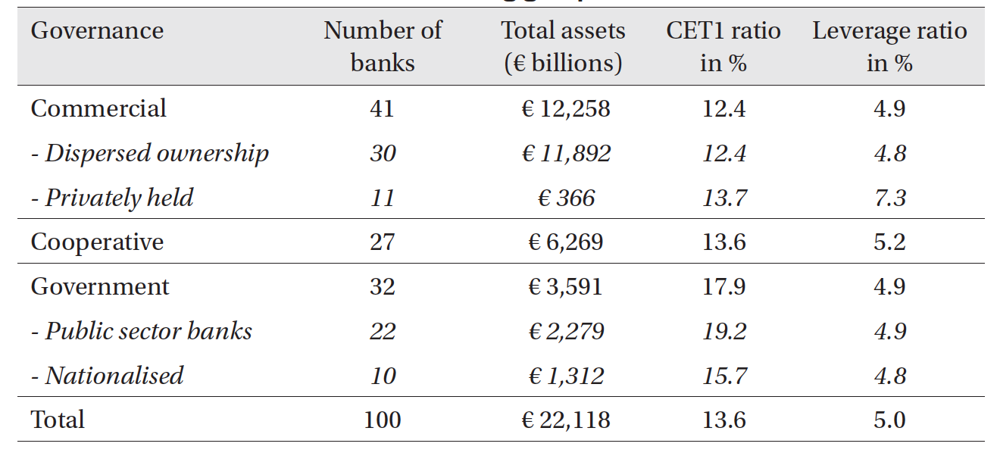 Governance Number of banks Total assets (€ billions) CET1 ratio in % Leverage ratio in %
Commercial 41 € 12,258 12.4 4.9
- Dispersed ownership 30 € 11,892 12.4 4.8
- Privately held 11 € 366 13.7 7.3
Cooperative 27 € 6,269 13.6 5.2
Government 32 € 3,591 17.9 4.9
- Public sector banks 22 € 2,279 19.2 4.9
- Nationalised 10 € 1,312 15.7 4.8
Total 100 € 22,118 13.6 5.0